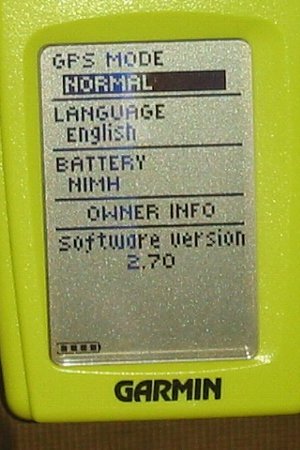 GPS MODE
NORMAL
LANGUAGE
English
BATTERY
NIMH
OWNER INFO
Software version
2.70
GARMIN